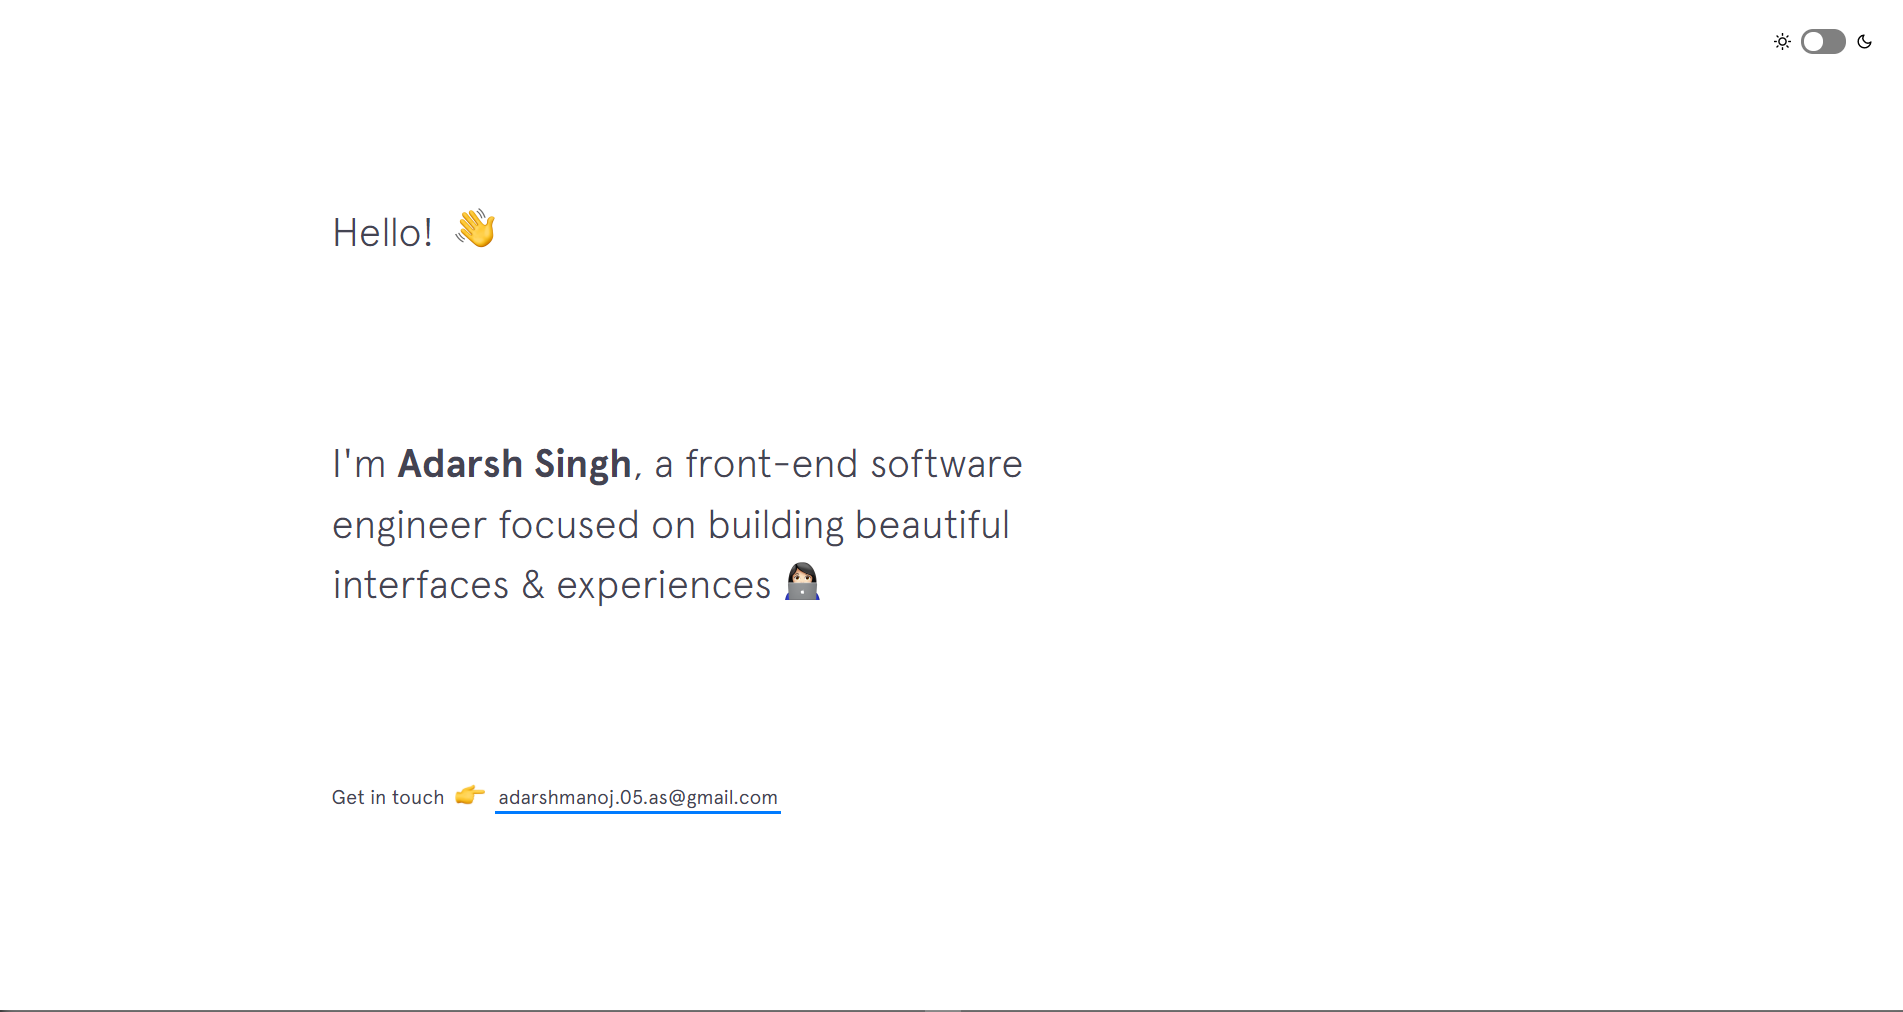 Hello! 👋
I'm Adarsh Singh, a front-end software
engineer focused on building beautiful
interfaces & experiences 👩🏻‍💻
Get in touch 👉 adarshmanoj.05.as@gmail.com